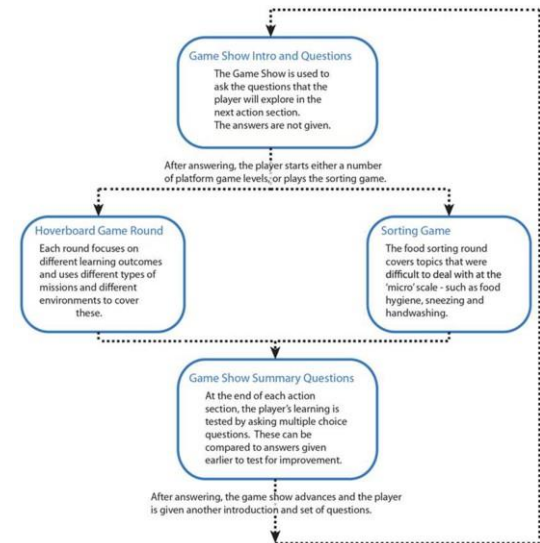 Game Show Intro and Questions
The Game Show is used to
ask the questions that the
player will explore in the
next action section.
The answers are not given.
After answering, the player starts either a number
of platform game levels, or plays the sorting game.
Hoverboard Game Round
Each round focuses on
different learning outcomes
and uses different types of
missions and different
environments to cover
these.
Sorting Game
The food sorting round
covers topics that were
difficult to deal with at the
'micro' scale - such as food
hygiene, sneezing and
handwashing.
Game Show Summary Questions
At the end of each action
section, the player's learning is
tested by asking multiple choice
questions. These can be
compared to answers given
earlier to test for improvement.
After answering, the game show advances and the player
is given another introduction and set of questions.